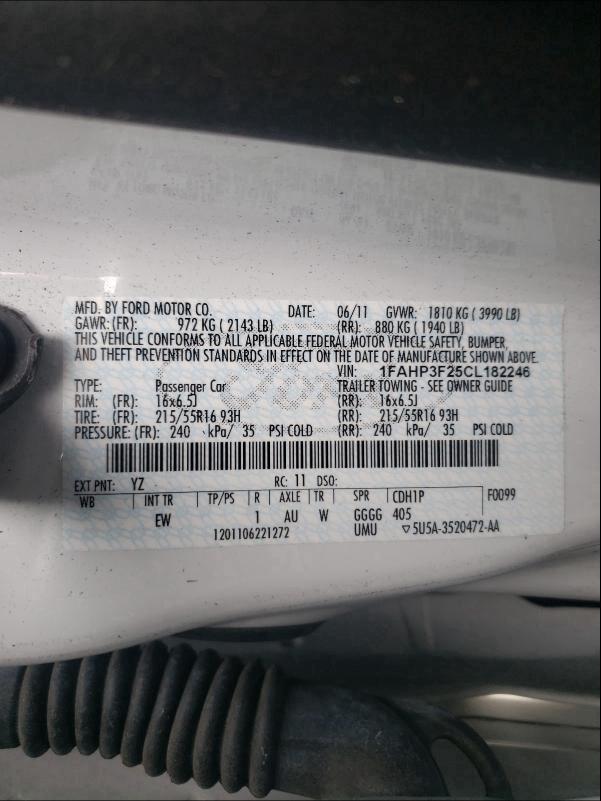 MFD. BY FORD MOTOR CO. DATE: 06/11 GVWR: 1810 KG ( 3990 LB)
GAWR: (FR): 972 KG ( 2143 LB) (RR): 880 KG ( 1940 LB)
THIS VEHICLE CONFORMS TO ALL APPLICABLE FEDERAL MOTOR VEHICLE SAFETY, BUMPER,
AND THEFT PREVENTION STANDARDS IN EFFECT ON THE DATE OF MANUFACTURE SHOWN ABOVE.
VIN: 1FAHP3F25CL182246
TYPE: Passenger Car TRAILER TOWING - SEE OWNER GUIDE
RIM: (FR): 16x6.5J (RR): 16x6.5J
TIRE: (FR): 215/55R16 93H (RR): 215/55R16 93H
PRESSURE: (FR): 240 kPa/ 35 PSI COLD (RR): 240 kPa/ 35 PSI COLD
EXT PNT: YZ RC: 11 DSO:
WB INT TR TP/PS R AXLE TR SPR CDH1P F0099
EW 1 AU W GGGG 405
1201106221272 UMU ▽5U5A-3520472-AA